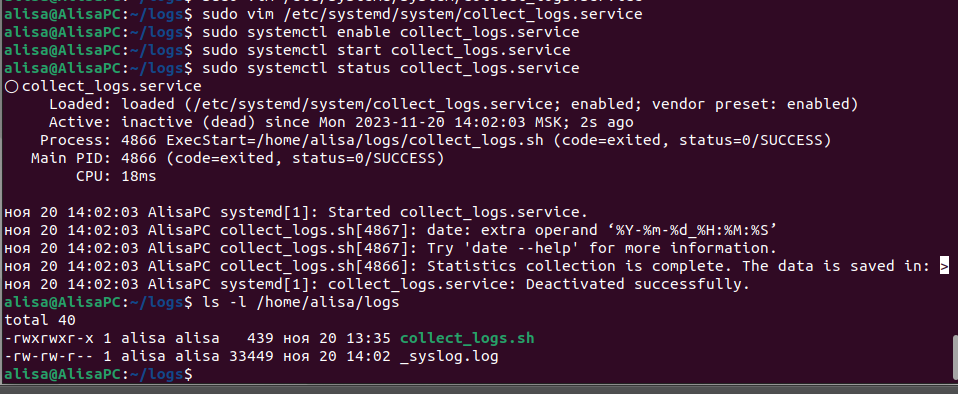 alisa@AlisaPC:~/logs$ sudo vim /etc/systemd/system/collect_logs.service
alisa@AlisaPC:~/logs$ sudo systemctl enable collect_logs.service
alisa@AlisaPC:~/logs$ sudo systemctl start collect_logs.service
alisa@AlisaPC:~/logs$ sudo systemctl status collect_logs.service
○ collect_logs.service
     Loaded: loaded (/etc/systemd/system/collect_logs.service; enabled; vendor preset: enabled)
     Active: inactive (dead) since Mon 2023-11-20 14:02:03 MSK; 2s ago
    Process: 4866 ExecStart=/home/alisa/logs/collect_logs.sh (code=exited, status=0/SUCCESS)
   Main PID: 4866 (code=exited, status=0/SUCCESS)
        CPU: 18ms

ноя 20 14:02:03 AlisaPC systemd[1]: Started collect_logs.service.
ноя 20 14:02:03 AlisaPC collect_logs.sh[4867]: date: extra operand ‘%Y-%m-%d_%H:%M:%S’
ноя 20 14:02:03 AlisaPC collect_logs.sh[4867]: Try 'date --help' for more information.
ноя 20 14:02:03 AlisaPC collect_logs.sh[4866]: Statistics collection is complete. The data is saved in: >
ноя 20 14:02:03 AlisaPC systemd[1]: collect_logs.service: Deactivated successfully.
alisa@AlisaPC:~/logs$ ls -l /home/alisa/logs
total 40
-rwxrwxr-x 1 alisa alisa   439 ноя 20 13:35 collect_logs.sh
-rw-rw-r-- 1 alisa alisa 33449 ноя 20 14:02 _syslog.log
alisa@AlisaPC:~/logs$